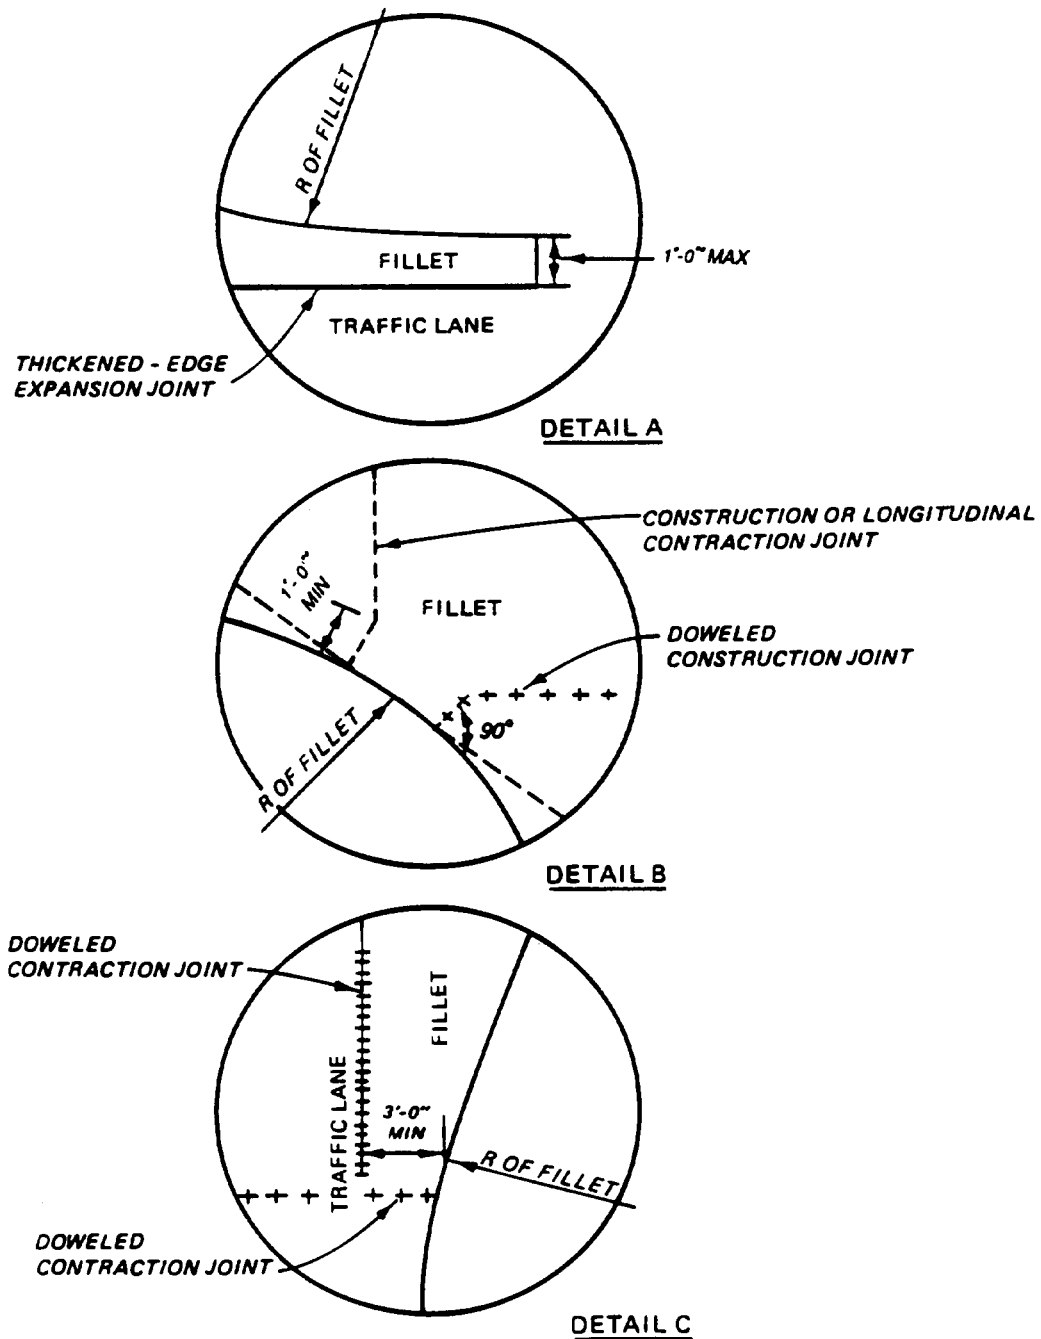 R OF FILLET
FILLET
1'-0" MAX
TRAFFIC LANE
THICKENED - EDGE
EXPANSION JOINT
DETAIL A
CONSTRUCTION OR LONGITUDINAL
CONTRACTION JOINT
1'-0"
MIN
FILLET
DOWELED
CONSTRUCTION JOINT
90°
R OF FILLET
DETAIL B
DOWELED
CONTRACTION JOINT
FILLET
TRAFFIC LANE
3'-0"
MIN
R OF FILLET
DOWELED
CONTRACTION JOINT
DETAIL C